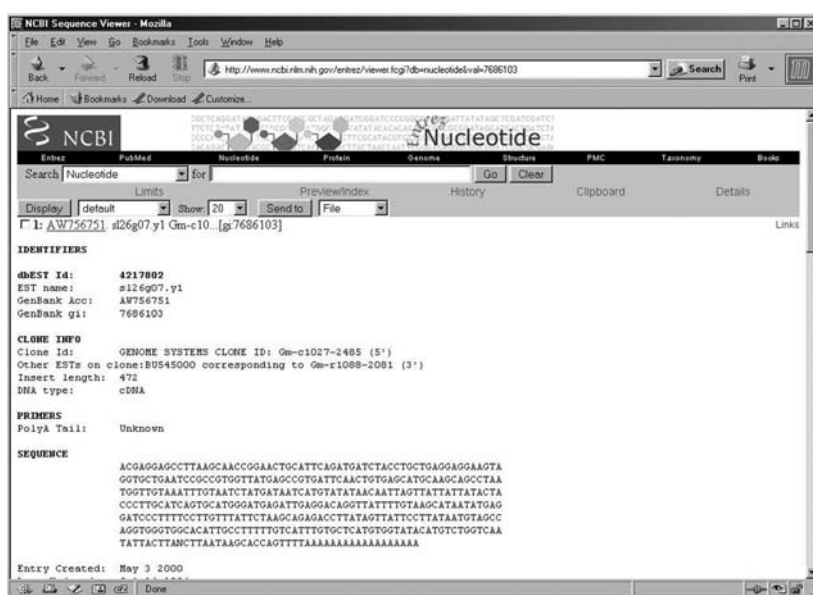 NCBI Sequence Viewer - Mozilla
File Edit View Go Bookmarks Tools Window Help
Back Forward Reload Stop http://www.ncbi.nlm.nih.gov/entrez/viewer.fcgi?db=nucleotide&val=7686103 Search Print
Home Bookmarks Download Customize...
NCBI Entrez Nucleotide
Entrez PubMed Nucleotide Protein Genome Structure PMC Taxonomy Books
Search Nucleotide for Go Clear
Limits Preview/Index History Clipboard Details
Display default Show: 20 Send to File
1: AW756751. sl26g07.y1 Gm-c10...[gi:7686103] Links
IDENTIFIERS
dbEST Id: 4217802
EST name: sl26g07.y1
GenBank Acc: AW756751
GenBank gi: 7686103
CLONE INFO
Clone Id: GENOME SYSTEMS CLONE ID: Gm-c1027-2485 (5')
Other ESTs on clone:BU545000 corresponding to Gm-r1088-2081 (3')
Insert length: 472
DNA type: cDNA
PRIMERS
PolyA Tail: Unknown
SEQUENCE
ACGAGGAGCCTTAAGCAACCGGAACTGCATTCAGATGATCTACCTGCTGAGGAGGAAGTA
GGTGCTGAATCCGCCGTGGTTATGAGCCGTGATTCAACTGTGAGCATGCAAGCAGCCTAA
TGGTTGTAAATTTGTAATCTATGATAATCATGTATATAACAATTAGTTATTATTATACTA
CCCTTGCATCAGTGCATGGGATGAGATTGAGGACAGGTTATTTTGTAAGCATAATATGAG
GATCCCTTTTCCTTGTTTATTCTAAGCAGAGACCTTATAGTTATTCCTTATAATGTAGCC
AGGTGGGTGGCACATTGCCTTTTTGTCATTTGTGCTCATGTGGTATACATGTCTGGTCAA
TATTACTTANCTTAATAAGCACCAGTTTTAAAAAAAAAAAAAAAAAA
Entry Created: May 3 2000
Done